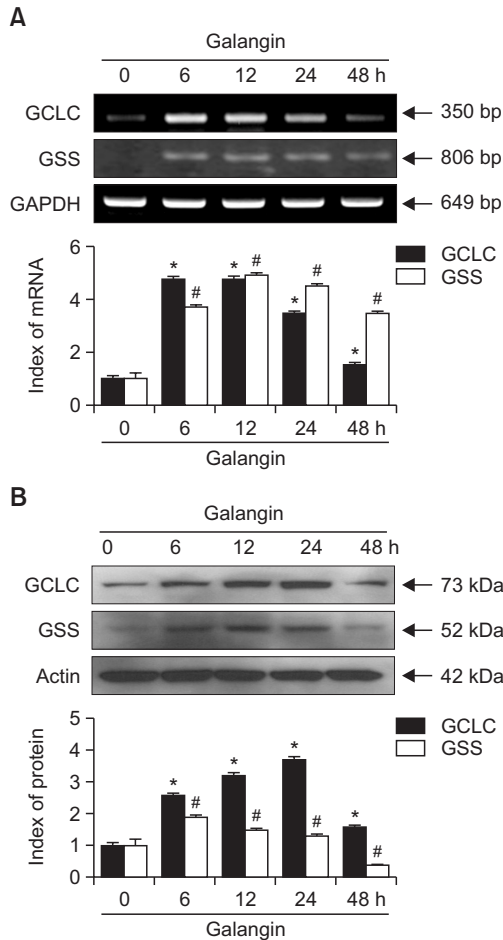 A
Galangin
0 6 12 24 48 h
GCLC 350 bp
GSS 806 bp
GAPDH 649 bp
6
4
2
0
Index of mRNA
* # * # * # * #
GCLC
GSS
0 6 12 24 48 h
Galangin
B
Galangin
0 6 12 24 48 h
GCLC 73 kDa
GSS 52 kDa
Actin 42 kDa
5
4
3
2
1
0
Index of protein
* # * # * # * #
GCLC
GSS
0 6 12 24 48 h
Galangin